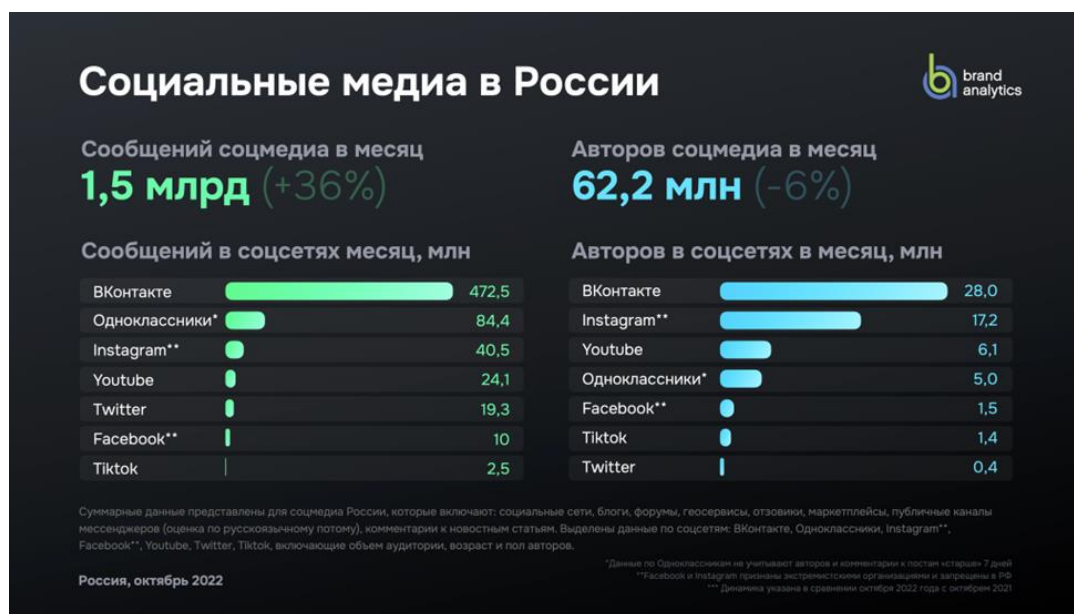 Социальные медиа в России
brand
analytics
Сообщений соцмедиа в месяц
1,5 млрд (+36%)
Авторов соцмедиа в месяц
62,2 млн (-6%)
Сообщений в соцсетях месяц, млн
ВКонтакте 472,5
Одноклассники* 84,4
Instagram** 40,5
Youtube 24,1
Twitter 19,3
Facebook** 10
Tiktok 2,5
Авторов в соцсетях в месяц, млн
ВКонтакте 28,0
Instagram** 17,2
Youtube 6,1
Одноклассники* 5,0
Facebook** 1,5
Tiktok 1,4
Twitter 0,4
Суммарные данные представлены для соцмедиа России, которые включают: социальные сети, блоги, форумы, геосервисы, отзовики, маркетплейсы, публичные каналы
мессенджеров (оценка по русскоязычному потому), комментарии к новостным статьям. Выделены данные по соцсетям: ВКонтакте, Одноклассники, Instagram**,
Facebook**, Youtube, Twitter, Tiktok, включающие объем аудитории, возраст и пол авторов.
*Данные по Одноклассникам не учитывают авторов и комментарии к постам «старше» 7 дней
**Facebook и Instagram признаны экстремистскими организациями и запрещены в РФ
*** Динамика указана в сравнении октября 2022 года с октябрем 2021
Россия, октябрь 2022